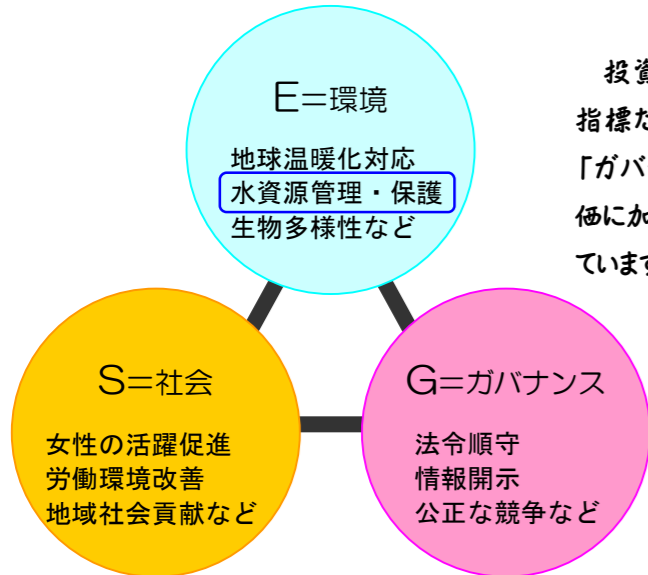 E=環境
地球温暖化対応
水資源管理・保護
生物多様性など
投資
指標だ
「ガバ
価に加
ています
S=社会
女性の活躍促進
労働環境改善
地域社会貢献など
G=ガバナンス
法令順守
情報開示
公正な競争など